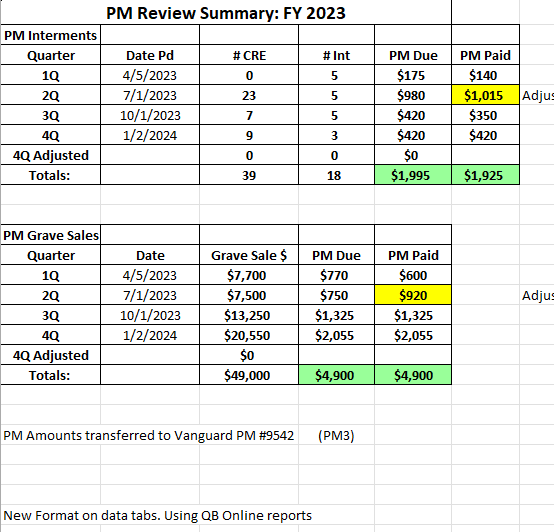 PM Review Summary: FY 2023
PM Interments
Quarter Date Pd # CRE # Int PM Due PM Paid
1Q 4/5/2023 0 5 $175 $140
2Q 7/1/2023 23 5 $980 $1,015 Adjus
3Q 10/1/2023 7 5 $420 $350
4Q 1/2/2024 9 3 $420 $420
4Q Adjusted 0 0 $0
Totals: 39 18 $1,995 $1,925
PM Grave Sales
Quarter Date Grave Sale $ PM Due PM Paid
1Q 4/5/2023 $7,700 $770 $600
2Q 7/1/2023 $7,500 $750 $920 Adjus
3Q 10/1/2023 $13,250 $1,325 $1,325
4Q 1/2/2024 $20,550 $2,055 $2,055
4Q Adjusted $0
Totals: $49,000 $4,900 $4,900
PM Amounts transferred to Vanguard PM #9542 (PM3)
New Format on data tabs. Using QB Online reports